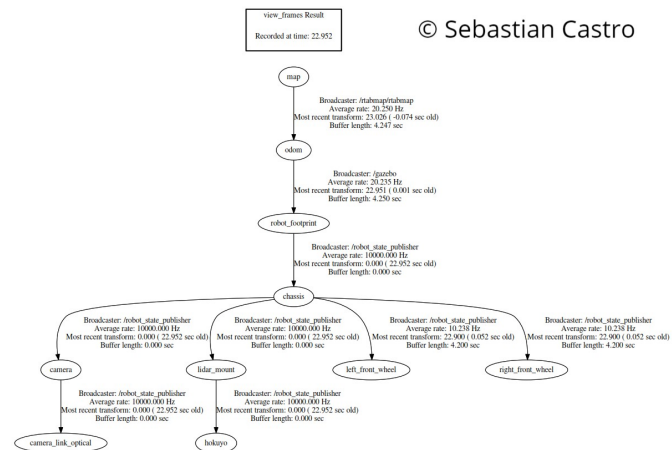 view_frames Result
Recorded at time: 22.952
© Sebastian Castro
map
Broadcaster: /rtabmap/rtabmap
Average rate: 20.250 Hz
Most recent transform: 23.026 ( -0.074 sec old)
Buffer length: 4.247 sec
odom
Broadcaster: /gazebo
Average rate: 20.235 Hz
Most recent transform: 22.951 ( 0.001 sec old)
Buffer length: 4.250 sec
robot_footprint
Broadcaster: /robot_state_publisher
Average rate: 10000.000 Hz
Most recent transform: 0.000 ( 22.952 sec old)
Buffer length: 0.000 sec
chassis
Broadcaster: /robot_state_publisher
Average rate: 10000.000 Hz
Most recent transform: 0.000 ( 22.952 sec old)
Buffer length: 0.000 sec
Broadcaster: /robot_state_publisher
Average rate: 10000.000 Hz
Most recent transform: 0.000 ( 22.952 sec old)
Buffer length: 0.000 sec
Broadcaster: /robot_state_publisher
Average rate: 10.238 Hz
Most recent transform: 22.900 ( 0.052 sec old)
Buffer length: 4.200 sec
Broadcaster: /robot_state_publisher
Average rate: 10.238 Hz
Most recent transform: 22.900 ( 0.052 sec old)
Buffer length: 4.200 sec
camera
lidar_mount
left_front_wheel
right_front_wheel
Broadcaster: /robot_state_publisher
Average rate: 10000.000 Hz
Most recent transform: 0.000 ( 22.952 sec old)
Buffer length: 0.000 sec
Broadcaster: /robot_state_publisher
Average rate: 10000.000 Hz
Most recent transform: 0.000 ( 22.952 sec old)
Buffer length: 0.000 sec
camera_link_optical
hokuyo